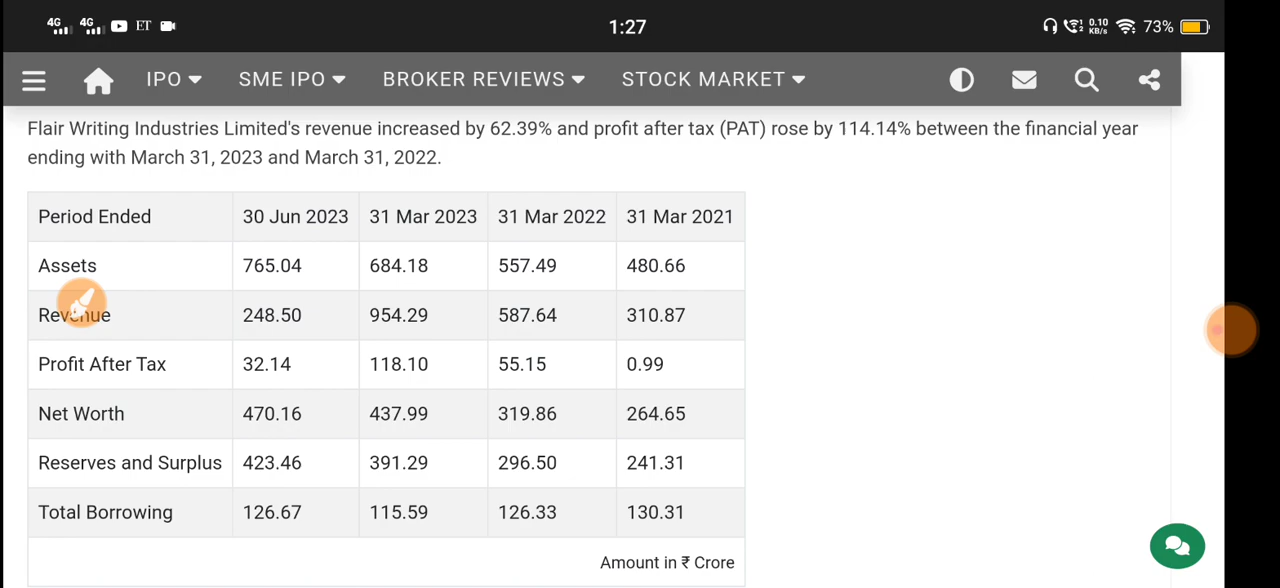 4G 4G ET 1:27 2 0.10 KB/s 73%
IPO SME IPO BROKER REVIEWS STOCK MARKET
Flair Writing Industries Limited's revenue increased by 62.39% and profit after tax (PAT) rose by 114.14% between the financial year
ending with March 31, 2023 and March 31, 2022.
Period Ended 30 Jun 2023 31 Mar 2023 31 Mar 2022 31 Mar 2021
Assets 765.04 684.18 557.49 480.66
Revenue 248.50 954.29 587.64 310.87
Profit After Tax 32.14 118.10 55.15 0.99
Net Worth 470.16 437.99 319.86 264.65
Reserves and Surplus 423.46 391.29 296.50 241.31
Total Borrowing 126.67 115.59 126.33 130.31
Amount in ₹ Crore